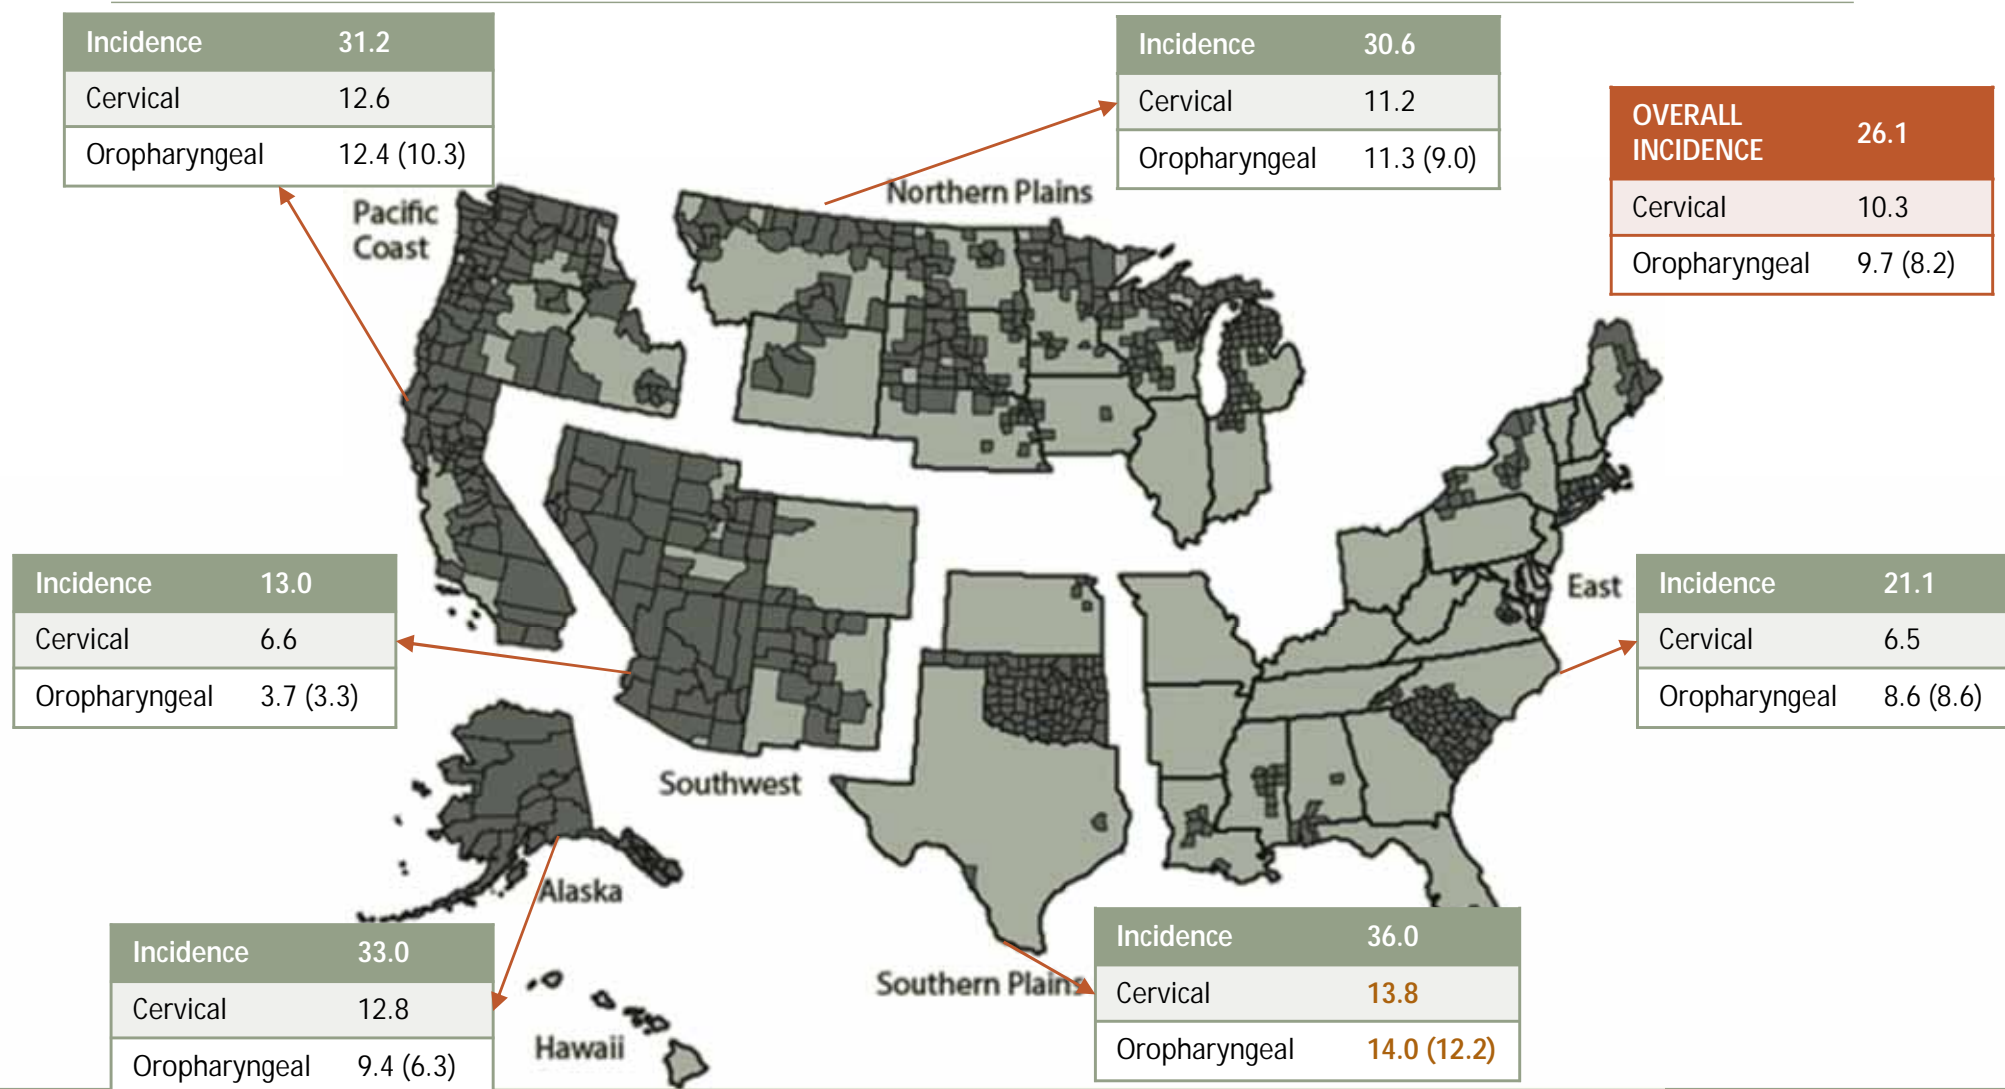 Incidence 31.2
Cervical 12.6
Oropharyngeal 12.4 (10.3)
Incidence 30.6
Cervical 11.2
Oropharyngeal 11.3 (9.0)
OVERALL
INCIDENCE 26.1
Cervical 10.3
Oropharyngeal 9.7 (8.2)
Pacific
Coast
Northern Plains
Incidence 13.0
Cervical 6.6
Oropharyngeal 3.7 (3.3)
East
Incidence 21.1
Cervical 6.5
Oropharyngeal 8.6 (8.6)
Southwest
Alaska
Incidence 33.0
Cervical 12.8
Oropharyngeal 9.4 (6.3)
Hawaii
Southern Plains
Incidence 36.0
Cervical 13.8
Oropharyngeal 14.0 (12.2)